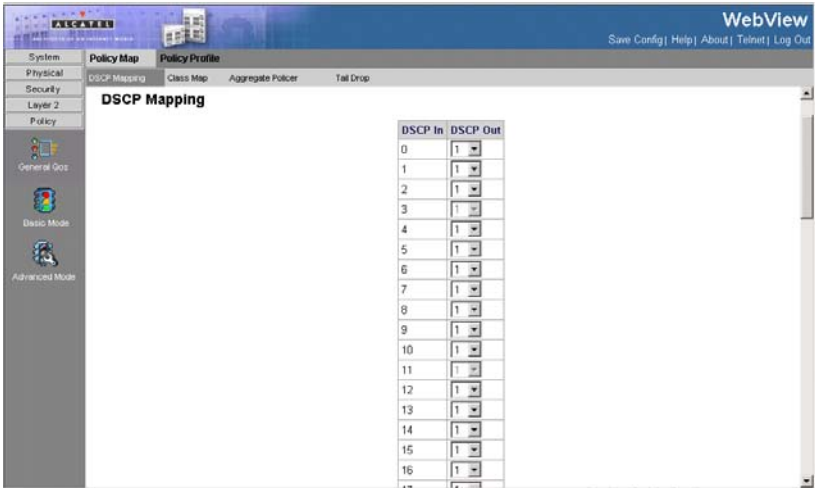 ALCATEL
WebView
Save Config| Help| About| Telnet| Log Out
System
Physical
Security
Layer 2
Policy
General Qos
Basic Mode
Advanced Mode
Policy Map Policy Profile
DSCP Mapping Class Map Aggregate Policer Tail Drop
DSCP Mapping
DSCP In DSCP Out
0 1
1 1
2 1
3 1
4 1
5 1
6 1
7 1
8 1
9 1
10 1
11 1
12 1
13 1
14 1
15 1
16 1